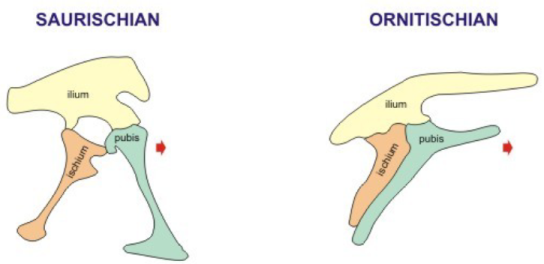 SAURISCHIAN
ORNITISCHIAN
ilium
ischium
pubis
ilium
ischium
pubis